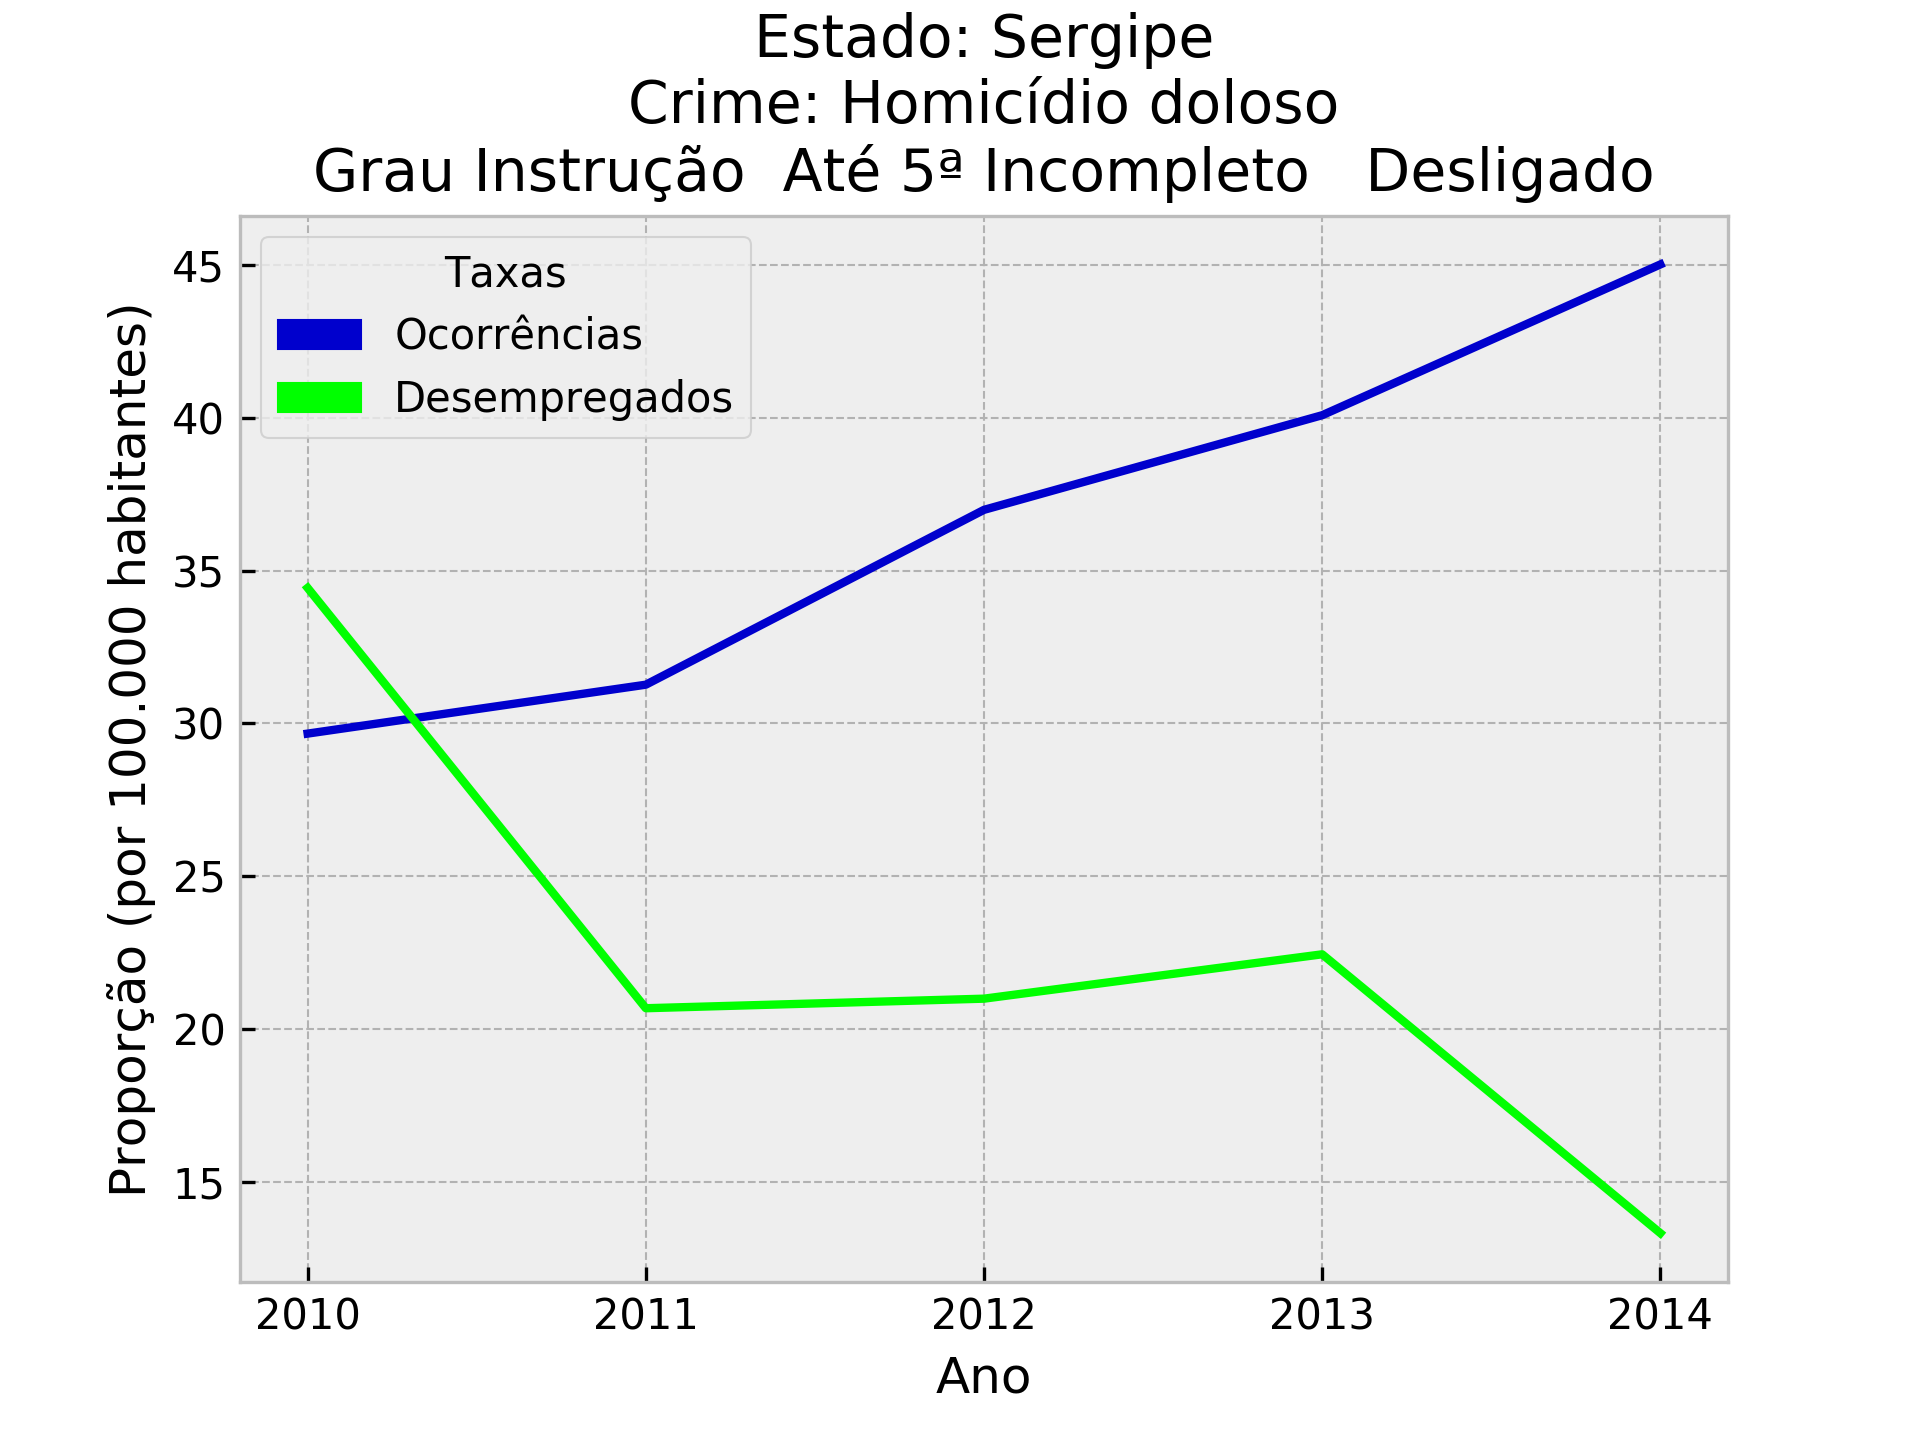 Estado: Sergipe
Crime: Homicídio doloso
Grau Instrução  Até 5ª Incompleto   Desligado
Taxas
Ocorrências
Desempregados
Proporção (por 100.000 habitantes)
45
40
35
30
25
20
15
2010 2011 2012 2013 2014
Ano